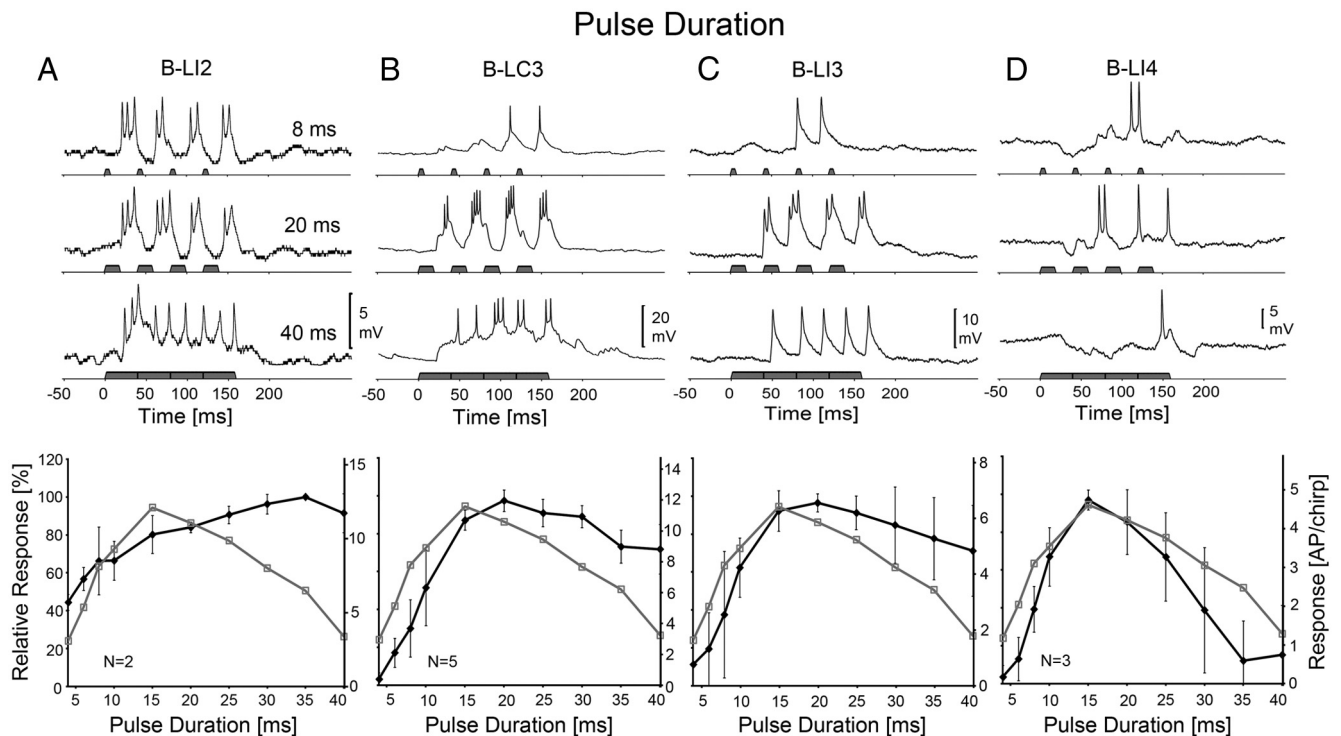 Pulse Duration
A B-LI2
B B-LC3
C B-LI3
D B-LI4
8 ms
20 ms
40 ms
5 mV
20 mV
10 mV
5 mV
-50 0 50 100 150 200
Time [ms]
-50 0 50 100 150 200
Time [ms]
-50 0 50 100 150 200
Time [ms]
-50 0 50 100 200
Time [ms]
Relative Response [%]
120
100
80
60
40
20
0
15
10
5
0
N=2
5 10 15 20 25 30 35 40
Pulse Duration [ms]
14
12
10
8
6
4
2
0
N=5
5 10 15 20 25 30 35 40
Pulse Duration [ms]
8
6
4
2
0
5 10 15 20 25 30 35 40
Pulse Duration [ms]
5
4
3
2
1
0
N=3
5 10 15 20 25 30 35 40
Pulse Duration [ms]
Response [AP/chirp]